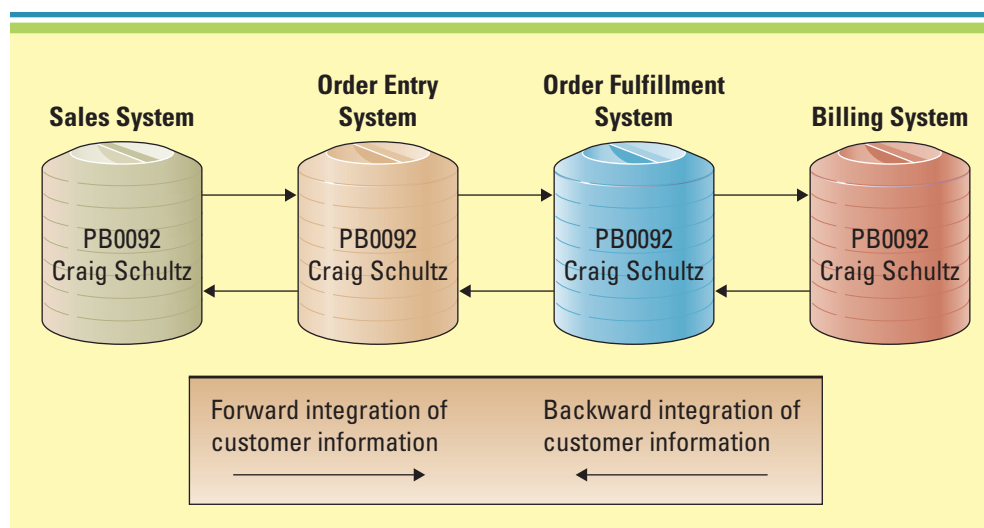 Sales System
Order Entry
System
Order Fulfillment
System
Billing System
PB0092
Craig Schultz
PB0092
Craig Schultz
PB0092
Craig Schultz
PB0092
Craig Schultz
Forward integration of
customer information
Backward integration of
customer information